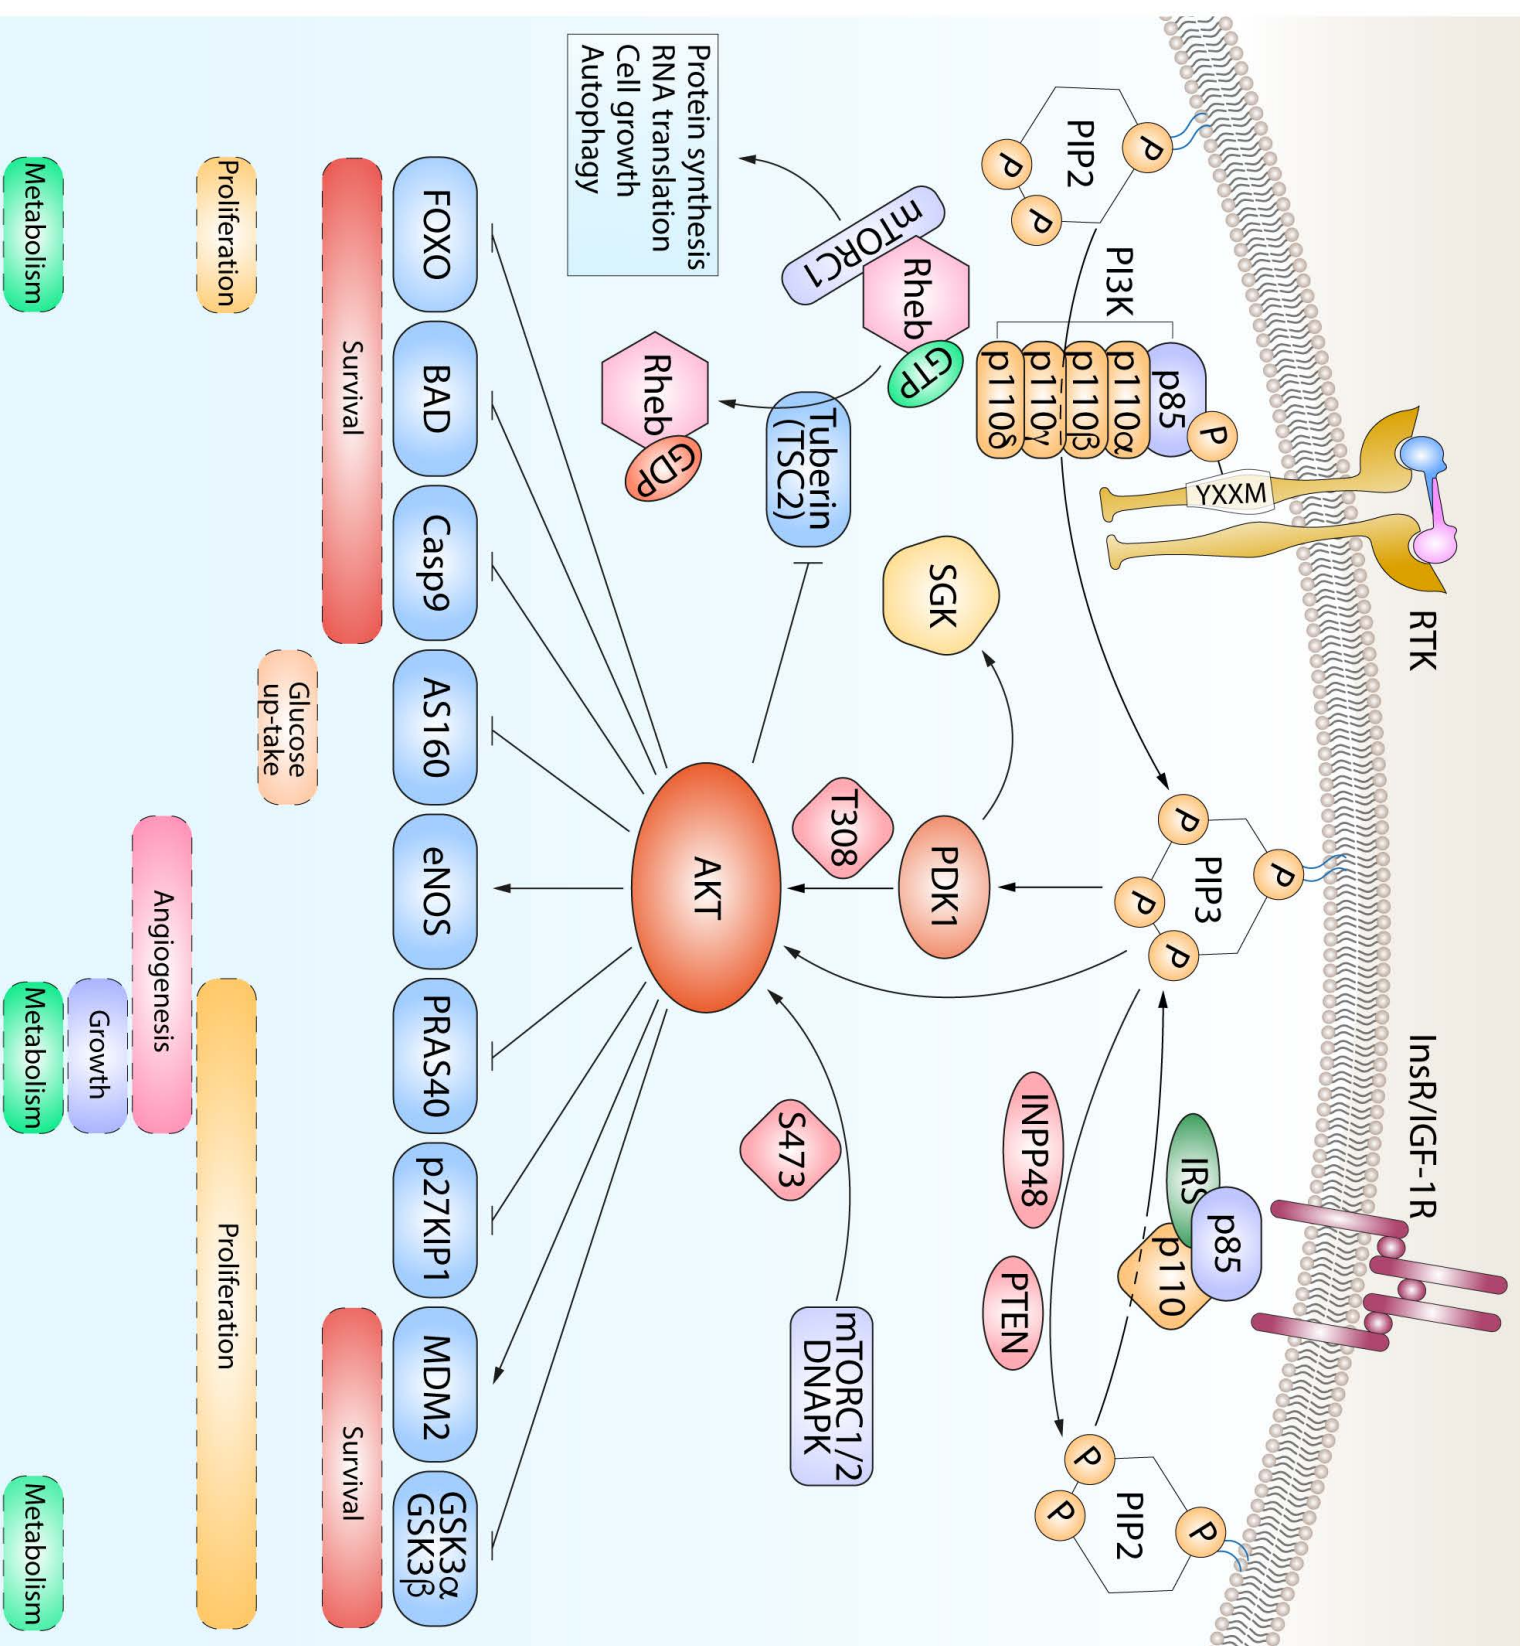 RTK
InsR/IGF-1R
YXXM
P
PIP2
P
P
P
PI3K
p85
p110α
p110β
p110γ
p110δ
P
PIP3
P
P
P
IRS
p85
p110
P
PIP2
P
P
INPP48
PTEN
SGK
PDK1
T308
mTORC1
Rheb
GTP
Tuberin
(TSC2)
Rheb
GDP
Protein synthesis
RNA translation
Cell growth
Autophagy
AKT
S473
mTORC1/2
DNAPK
FOXO
BAD
Casp9
AS160
eNOS
PRAS40
p27KIP1
MDM2
GSK3α
GSK3β
Survival
Survival
Glucose
up-take
Proliferation
Proliferation
Angiogenesis
Growth
Metabolism
Metabolism
Metabolism